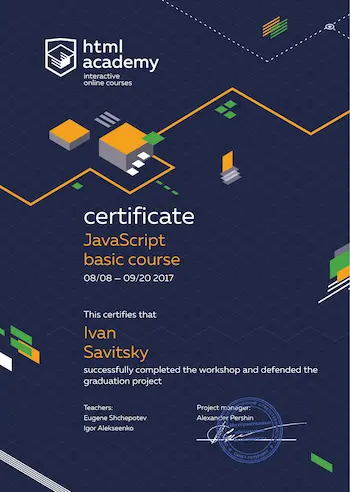 html
academy
interactive
online courses
certificate
JavaScript
basic course
08/08 — 09/20 2017
This certifies that
Ivan
Savitsky
successfully completed the workshop and defended the
graduation project
Teachers:
Eugene Shchepotev
Igor Alekseenko
Project manager:
Alexander Pershin